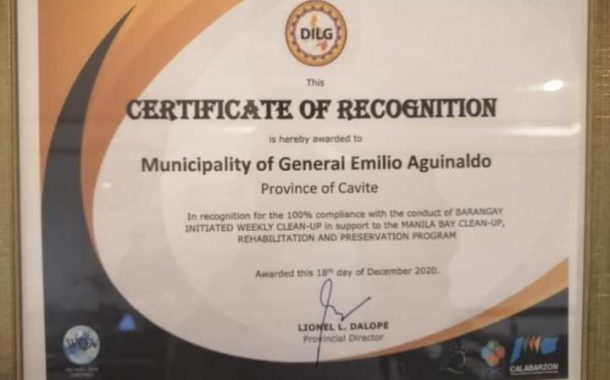 DILG
This
CERTIFICATE OF RECOGNITION
is hereby awarded to
Municipality of General Emilio Aguinaldo
Province of Cavite
In recognition for the 100% compliance with the conduct of BARANGAY
INITIATED WEEKLY CLEAN-UP in support to the MANILA BAY CLEAN-UP,
REHABILITATION AND PRESERVATION PROGRAM
Awarded this 18th day of December 2020.
LIONEL L. DALOPE
Provincial Director
CALABARZON